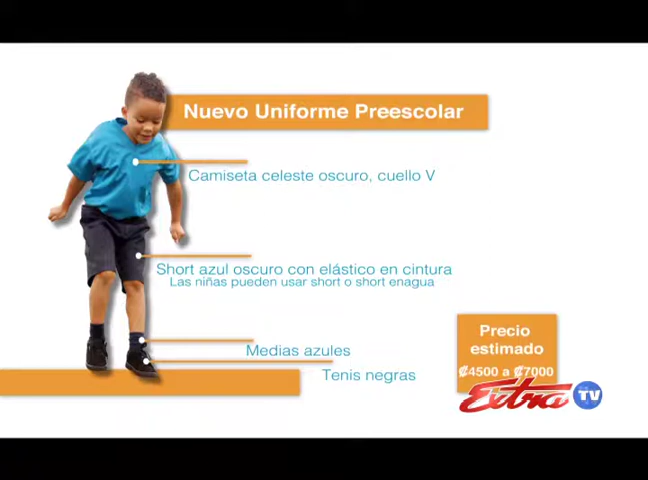 Nuevo Uniforme Preescolar
Camiseta celeste oscuro, cuello V
Short azul oscuro con elástico en cintura
Las niñas pueden usar short o short enagua
Medias azules
Tenis negras
Precio
estimado
₡4500 a ₡7000
Extra TV